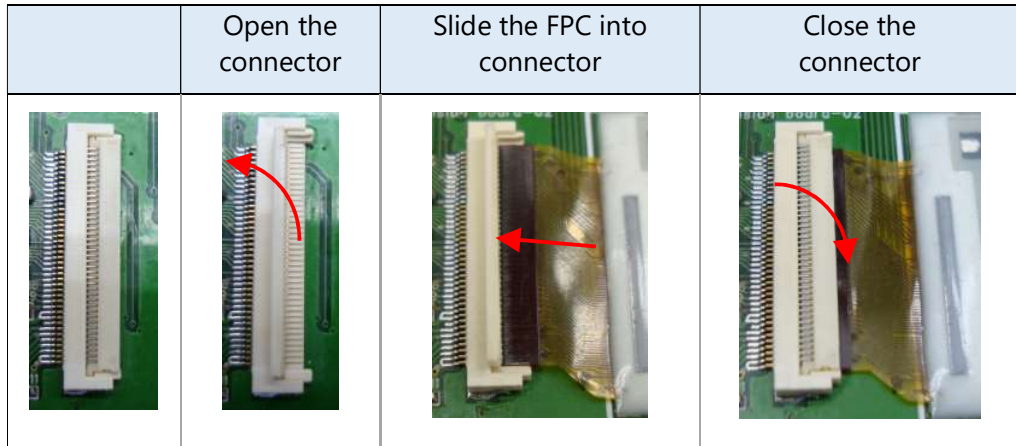 Open the
connector
Slide the FPC into
connector
Close the
connector